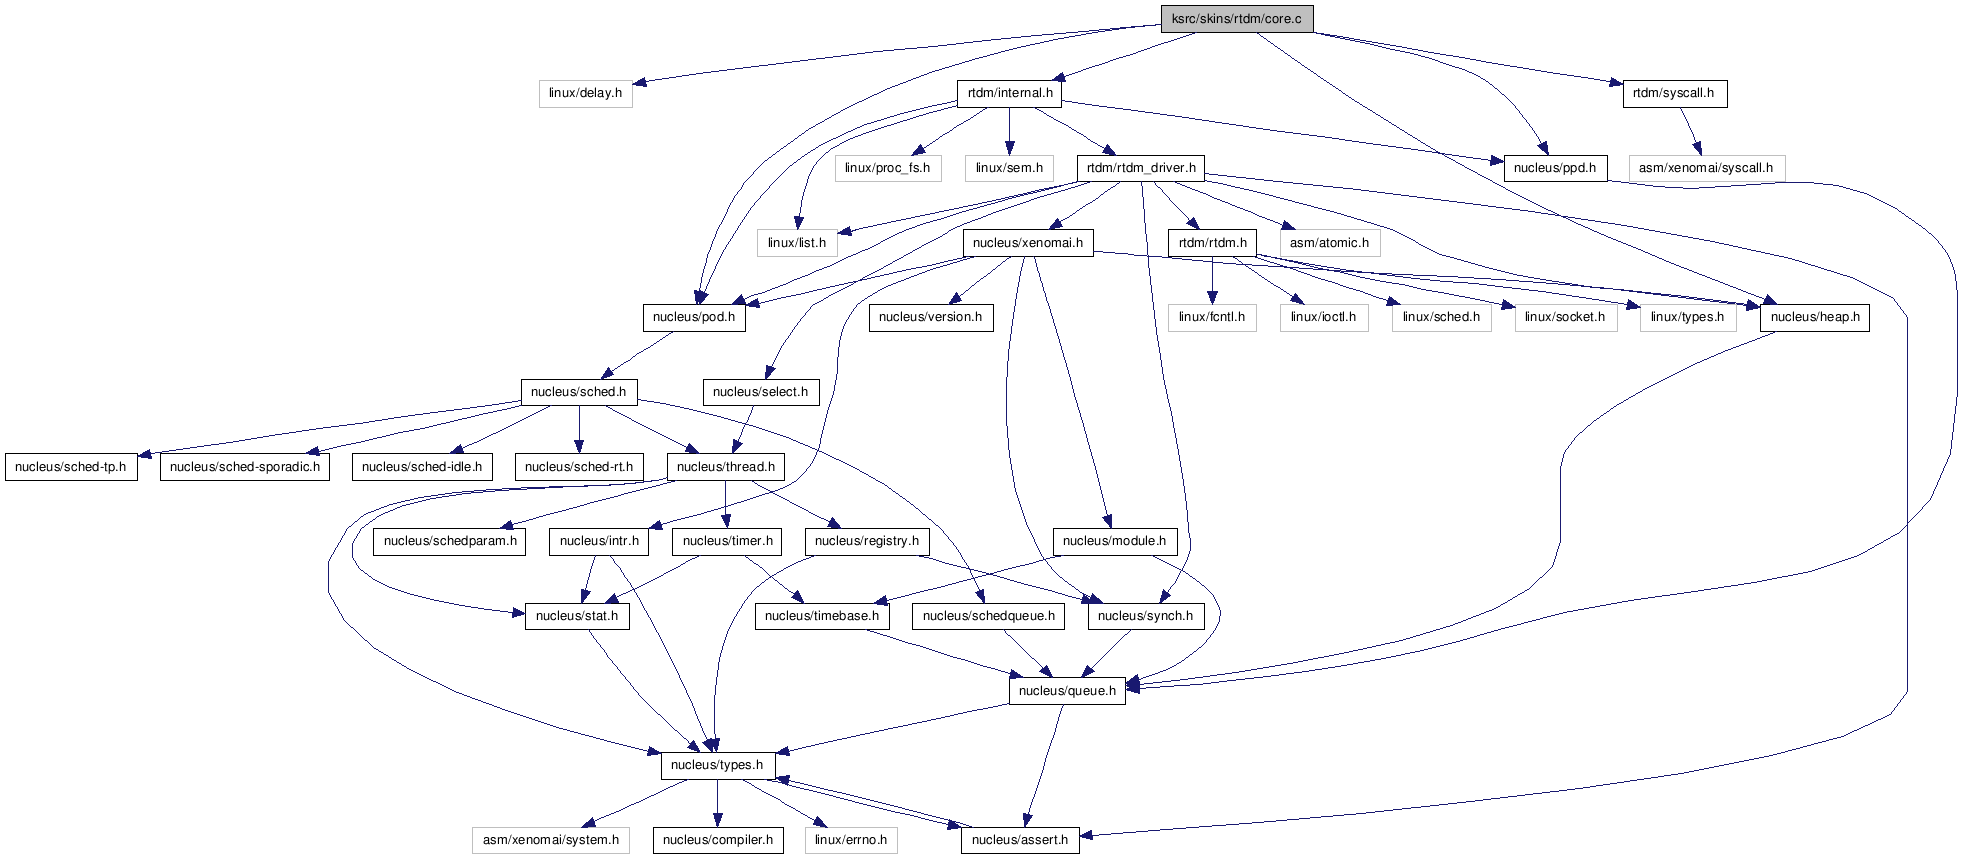 ksrc/skins/rtdm/core.c
linux/delay.h
rtdm/internal.h
rtdm/syscall.h
linux/proc_fs.h
linux/sem.h
rtdm/rtdm_driver.h
nucleus/ppd.h
asm/xenomai/syscall.h
linux/list.h
nucleus/xenomai.h
rtdm/rtdm.h
asm/atomic.h
nucleus/pod.h
nucleus/version.h
linux/fcntl.h
linux/ioctl.h
linux/sched.h
linux/socket.h
linux/types.h
nucleus/heap.h
nucleus/sched.h
nucleus/select.h
nucleus/sched-tp.h
nucleus/sched-sporadic.h
nucleus/sched-idle.h
nucleus/sched-rt.h
nucleus/thread.h
nucleus/schedparam.h
nucleus/intr.h
nucleus/timer.h
nucleus/registry.h
nucleus/module.h
nucleus/stat.h
nucleus/timebase.h
nucleus/schedqueue.h
nucleus/synch.h
nucleus/queue.h
nucleus/types.h
asm/xenomai/system.h
nucleus/compiler.h
linux/errno.h
nucleus/assert.h